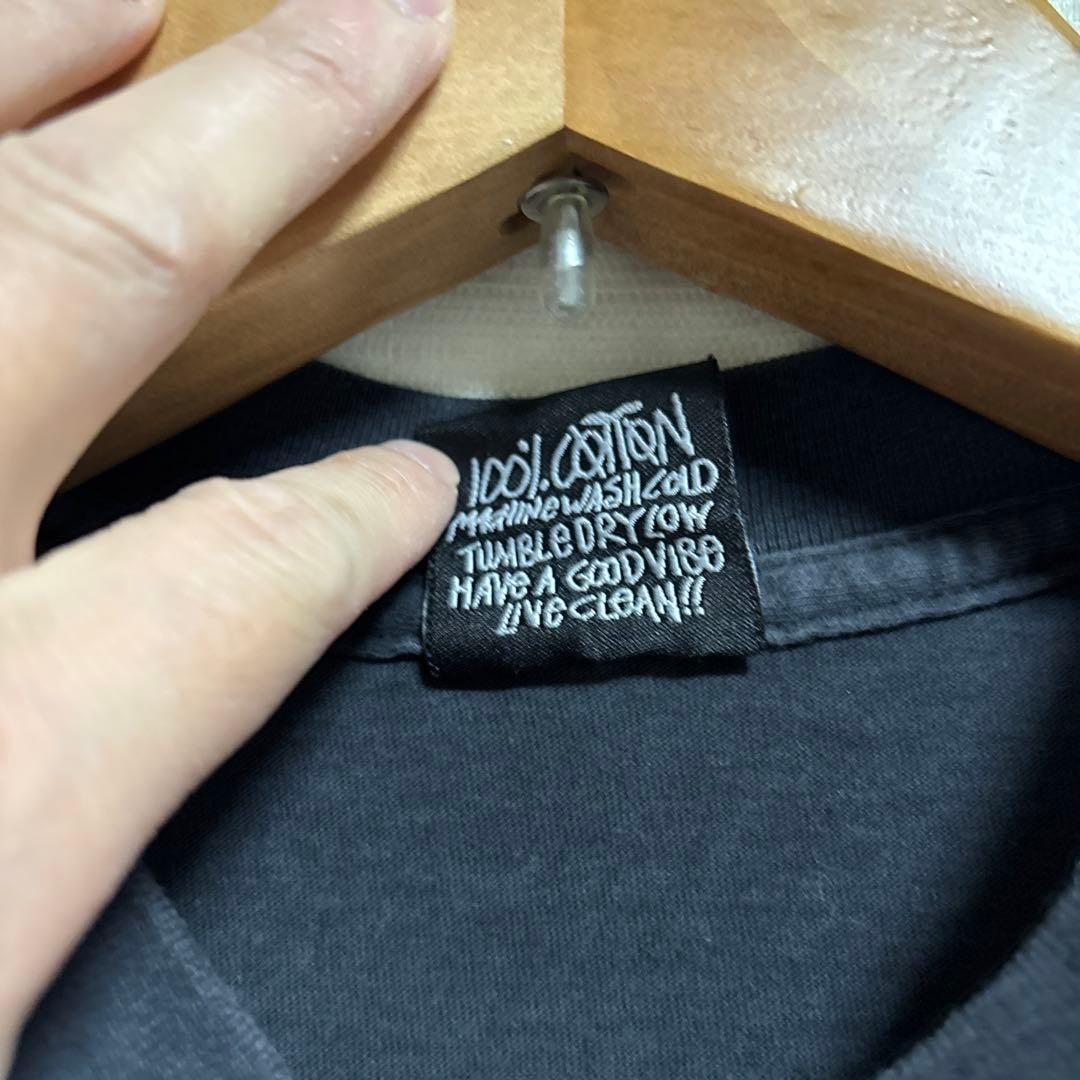 100%. COTTON
MACHINE WASH COLD
TUMBLE DRY LOW
HAVE A GOOD VIBE
LIVE CLEAN!!